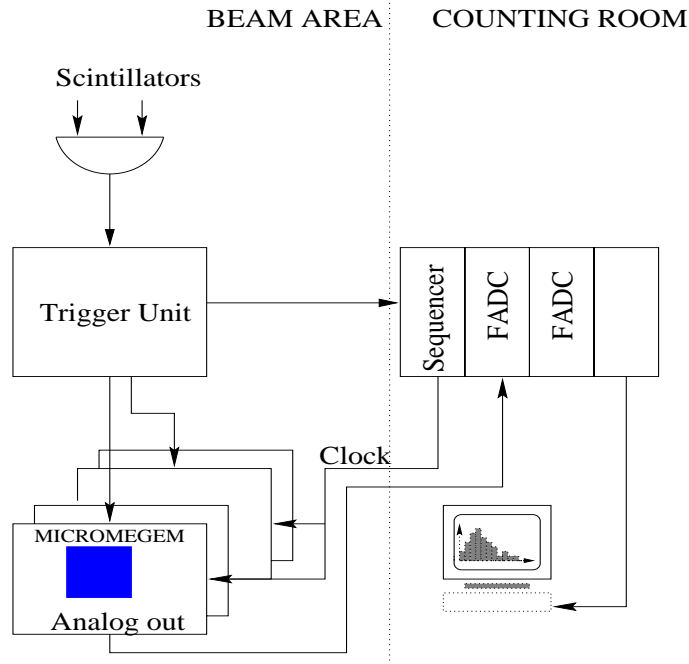 BEAM AREA
COUNTING ROOM
Scintillators
Trigger Unit
Sequencer
FADC
FADC
Clock
MICROMEGEM
Analog out